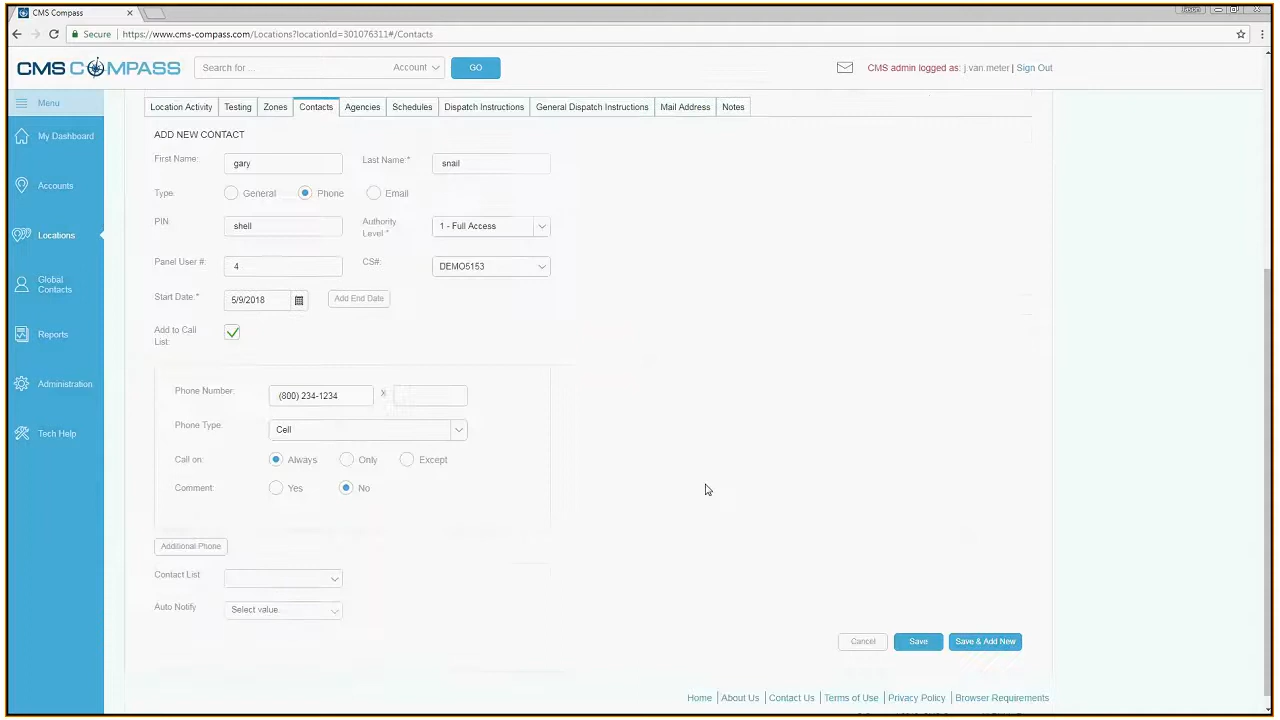 CMS Compass
Secure https://www.cms-compass.com/Locations?locationId=301076311#/Contacts
CMS COMPASS Search for ... Account GO CMS admin logged as: j van.meter | Sign Out
Menu
My Dashboard
Accounts
Locations
Global
Contacts
Reports
Administration
Tech Help
Location Activity Testing Zones Contacts Agencies Schedules Dispatch Instructions General Dispatch Instructions Mail Address Notes
ADD NEW CONTACT
First Name: gary Last Name * snail
Type: General Phone Email
PIN: shell Authority
Level * 1 - Full Access
Panel User #: 4 CS#: DEMO5153
Start Date: * 5/9/2018 Add End Date
Add to Call
List:
Phone Number: (800) 234-1234 x
Phone Type: Cell
Call on: Always Only Except
Comment: Yes No
Additional Phone
Contact List
Auto Notify Select value...
Cancel Save Save & Add New
Home | About Us | Contact Us | Terms of Use | Privacy Policy | Browser Requirements